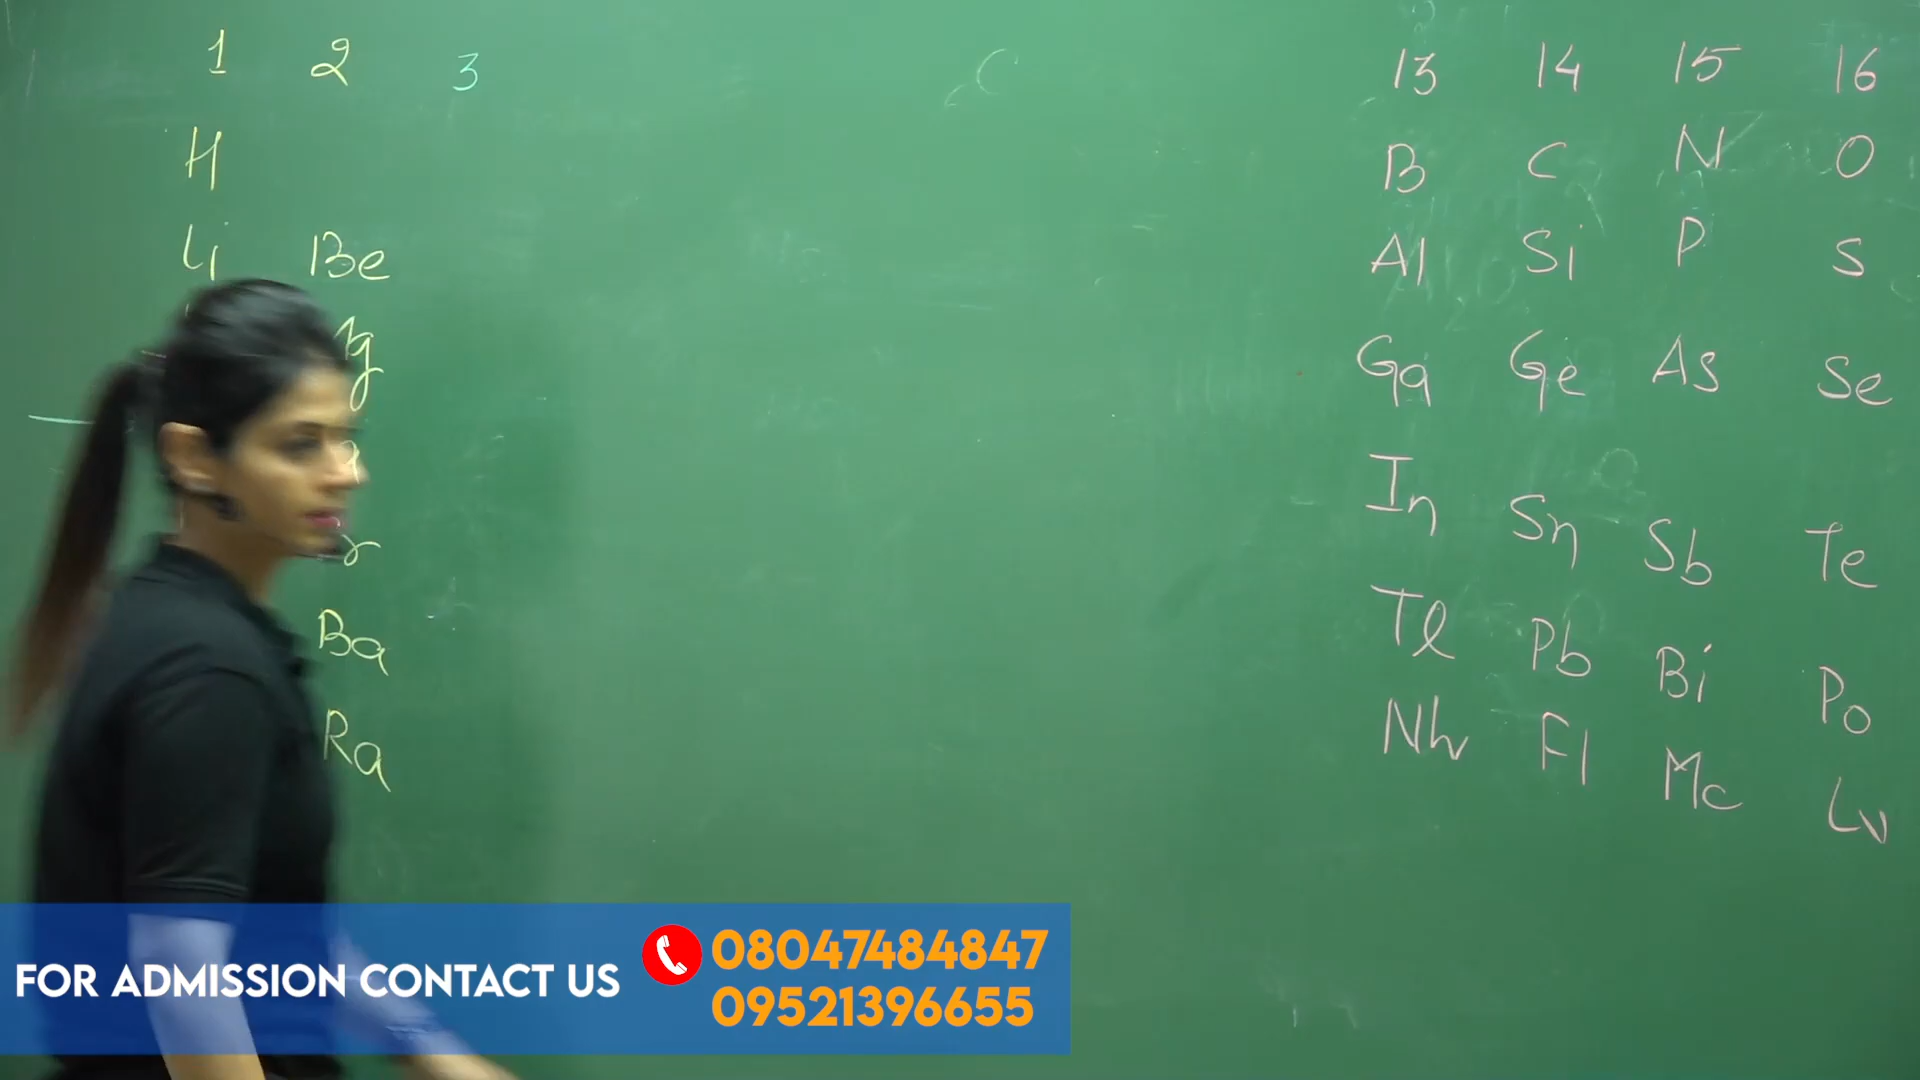 1 2 3 13 14 15 16
H B C N O
Li Be Al Si P S
Ga Ge As Se
In Sn Sb Te
Ba Tl Pb Bi Po
Ra Nh Fl Mc Lv
FOR ADMISSION CONTACT US
08047484847
09521396655